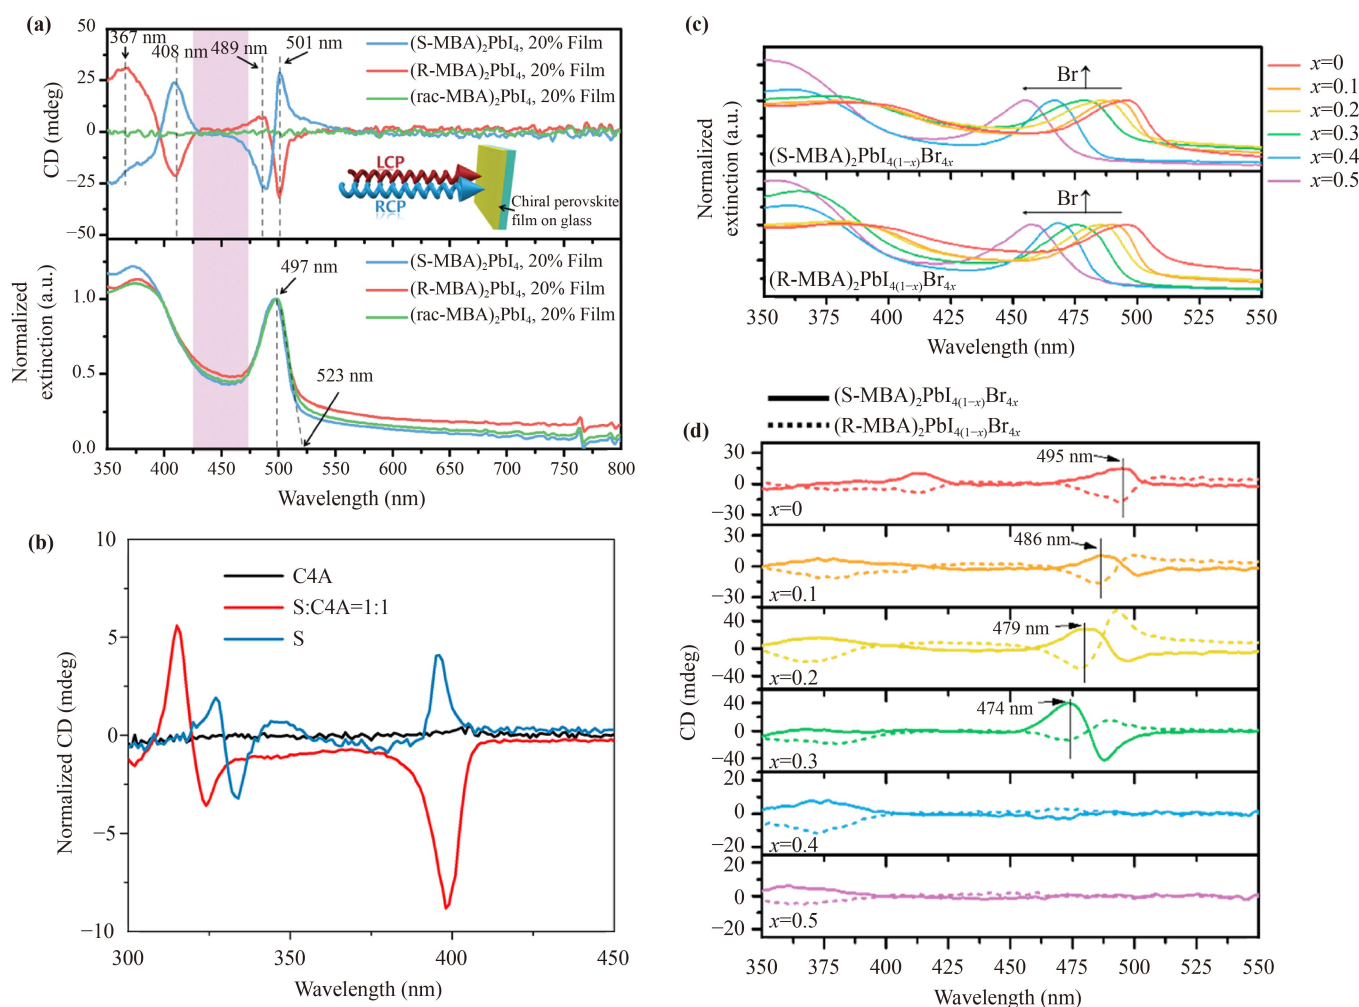 (a)
50
25
0
−25
−50
CD (mdeg)
367 nm
408 nm
489 nm
501 nm
(S-MBA)₂PbI₄, 20% Film
(R-MBA)₂PbI₄, 20% Film
(rac-MBA)₂PbI₄, 20% Film
LCP
RCP
Chiral perovskite
film on glass
1.0
0.5
0.0
Normalized
extinction (a.u.)
497 nm
523 nm
(S-MBA)₂PbI₄, 20% Film
(R-MBA)₂PbI₄, 20% Film
(rac-MBA)₂PbI₄, 20% Film
350 400 450 500 550 600 650 700 750 800
Wavelength (nm)
(b)
10
5
0
−5
−10
Normalized CD (mdeg)
C4A
S:C4A=1:1
S
300 350 400 450
Wavelength (nm)
(c)
Normalized
extinction (a.u.)
Br↑
(S-MBA)₂PbI₄₍₁₋ₓ₎Br₄ₓ
Br↑
(R-MBA)₂PbI₄₍₁₋ₓ₎Br₄ₓ
x=0
x=0.1
x=0.2
x=0.3
x=0.4
x=0.5
350 375 400 425 450 475 500 525 550
Wavelength (nm)
(S-MBA)₂PbI₄₍₁₋ₓ₎Br₄ₓ
(R-MBA)₂PbI₄₍₁₋ₓ₎Br₄ₓ
(d)
CD (mdeg)
30
0
−30
495 nm
x=0
30
0
−30
486 nm
x=0.1
40
0
−40
479 nm
x=0.2
40
0
−40
474 nm
x=0.3
20
0
−20
x=0.4
20
0
−20
x=0.5
350 375 400 425 450 475 500 525 550
Wavelength (nm)